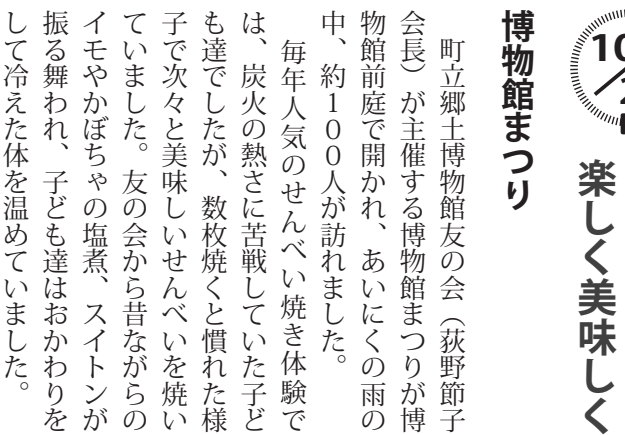 10
楽しく美味しく
博物館まつり
町立郷土博物館友の会（荻野節子
会長）が主催する博物館まつりが博
物館前庭で開かれ、あいにくの雨の
中、約１００人が訪れました。
毎年人気のせんべい焼き体験で
は、炭火の熱さに苦戦していた子ど
も達でしたが、数枚焼くと慣れた様
子で次々と美味しいせんべいを焼い
ていました。友の会から昔ながらの
イモやかぼちゃの塩煮、スイトンが
振る舞われ、子ども達はおかわりを
して冷えた体を温めていました。